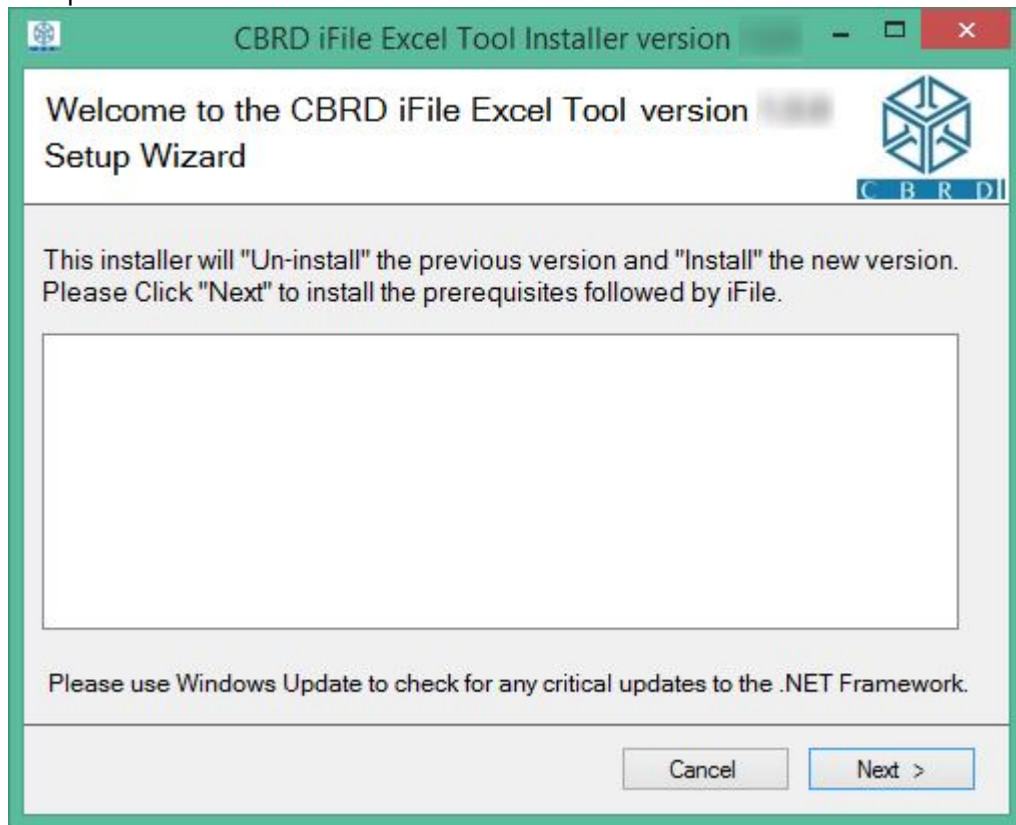 CBRD iFile Excel Tool Installer version
Welcome to the CBRD iFile Excel Tool version
Setup Wizard
C B R D
This installer will "Un-install" the previous version and "Install" the new version.
Please Click "Next" to install the prerequisites followed by iFile.
Please use Windows Update to check for any critical updates to the .NET Framework.
Cancel
Next >